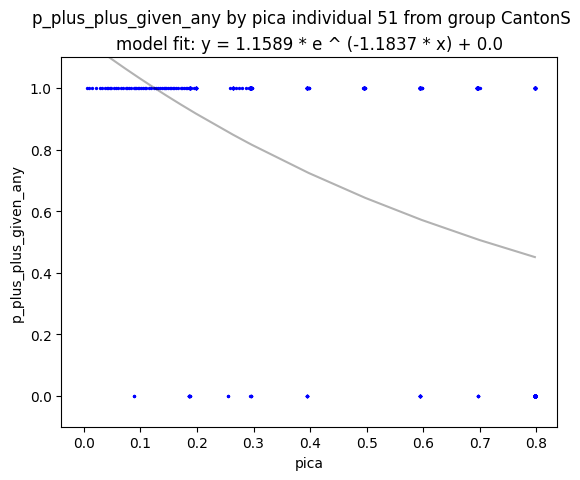 p_plus_plus_given_any by pica individual 51 from group CantonS
model fit: y = 1.1589 * e ^ (-1.1837 * x) + 0.0
p_plus_plus_given_any
1.0
0.8
0.6
0.4
0.2
0.0
0.0 0.1 0.2 0.3 0.4 0.5 0.6 0.7 0.8
pica